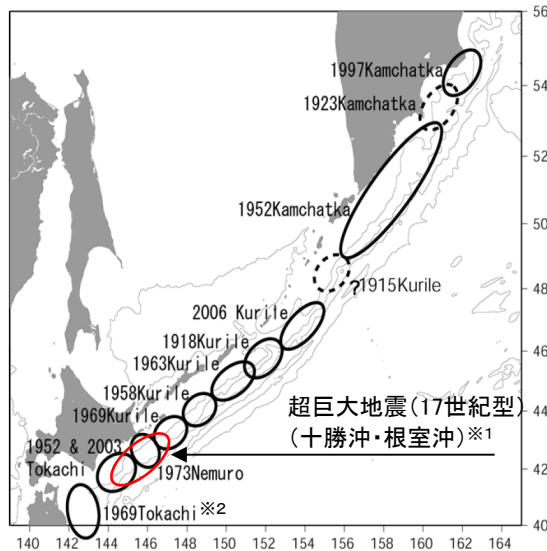 56
1997Kamchatka
54
1923Kamchatka
52
1952Kamchatka
50
48
?1915Kurile
2006 Kurile
1918Kurile
46
1963Kurile
1958Kurile
超巨大地震(17世紀型)
44
1969Kurile
(十勝沖・根室沖)※1
1952 & 2003
Tokachi
1973Nemuro
42
1969Tokachi※2
40
140 142 144 146 148 150 152 154 156 158 160 162 164